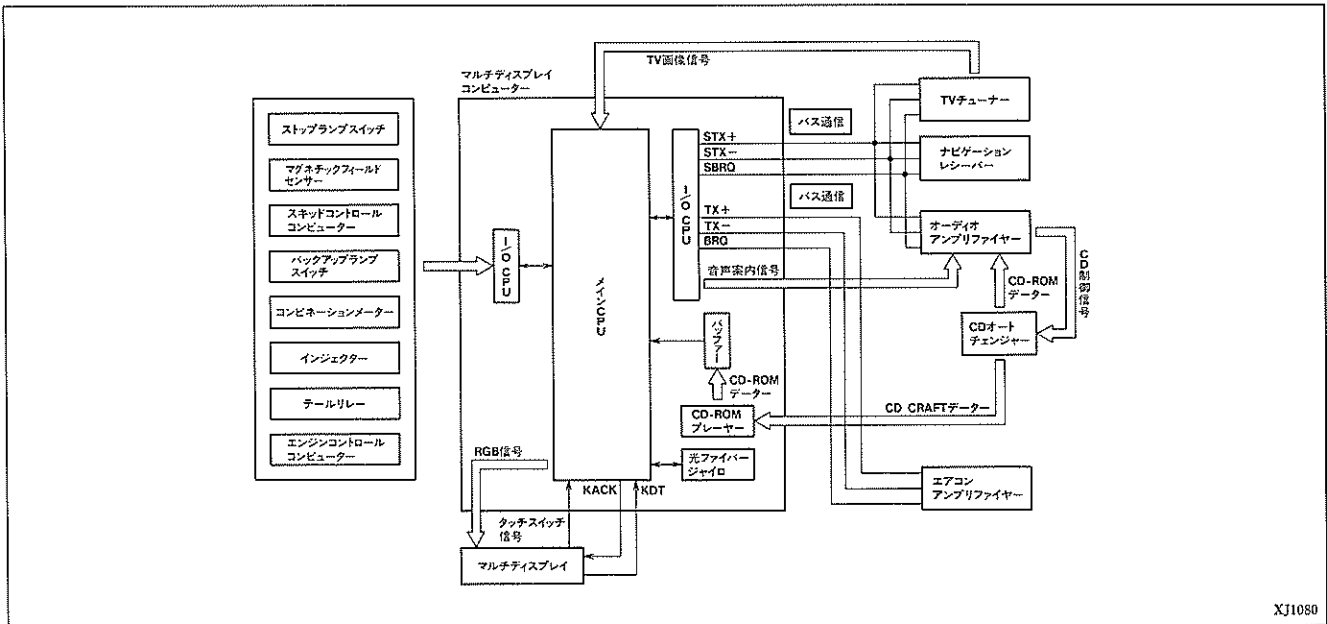 TV画像信号
マルチディスプレイ
コンピューター
ストップランプスイッチ
マグネチックフィールド
センサー
スキッドコントロール
コンピューター
バックアップランプ
スイッチ
コンビネーションメーター
インジェクター
テールリレー
エンジンコントロール
コンピューター
I/O CPU
メインCPU
I/O CPU
STX+
STX−
SBRQ
バス通信
バス通信
TX+
TX−
BRQ
音声案内信号
TVチューナー
ナビゲーション
レシーバー
オーディオ
アンプリファイヤー
CD-ROM
データー
CD制御信号
CDオート
チェンジャー
バッファー
CD-ROM
データー
CD-ROM
プレーヤー
CD CRAFTデーター
光ファイバー
ジャイロ
エアコン
アンプリファイヤー
RGB信号
KACK
KDT
タッチスイッチ
信号
マルチディスプレイ
XJ1080